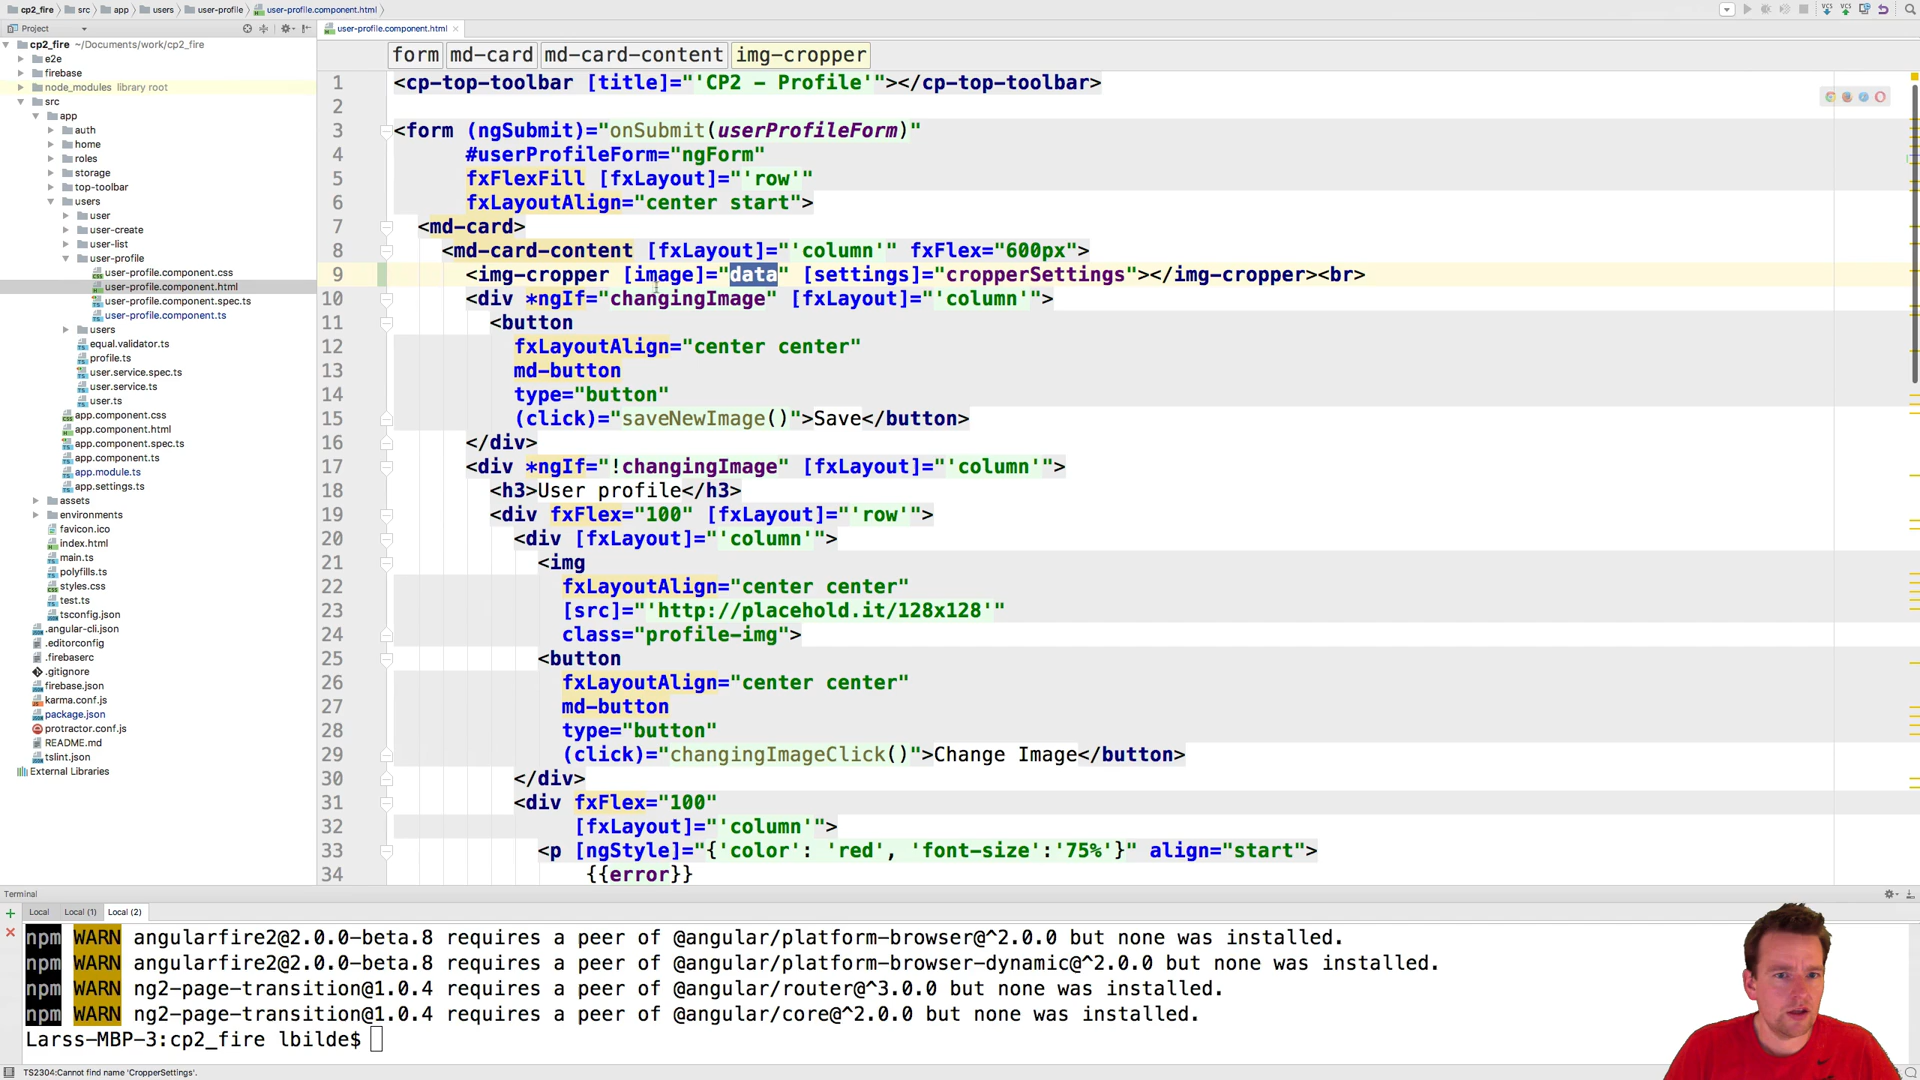 cp2_fire src app users user-profile user-profile.component.html
Project
user-profile.component.html
cp2_fire ~/Documents/work/cp2_fire
e2e
firebase
node_modules library root
src
app
auth
home
roles
storage
top-toolbar
users
user
user-create
user-list
user-profile
user-profile.component.css
user-profile.component.html
user-profile.component.spec.ts
user-profile.component.ts
users
equal.validator.ts
profile.ts
user.service.spec.ts
user.service.ts
user.ts
app.component.css
app.component.html
app.component.spec.ts
app.component.ts
app.module.ts
app.settings.ts
assets
environments
favicon.ico
index.html
main.ts
polyfills.ts
styles.css
test.ts
tsconfig.json
.angular-cli.json
.editorconfig
.firebaserc
.gitignore
firebase.json
karma.conf.js
package.json
protractor.conf.js
README.md
tslint.json
External Libraries
form md-card md-card-content img-cropper
1 <cp-top-toolbar [title]="'CP2 - Profile'"></cp-top-toolbar>
2
3 <form (ngSubmit)="onSubmit(userProfileForm)"
4 #userProfileForm="ngForm"
5 fxFlexFill [fxLayout]="'row'"
6 fxLayoutAlign="center start">
7 <md-card>
8 <md-card-content [fxLayout]="'column'" fxFlex="600px">
9 <img-cropper [image]="data" [settings]="cropperSettings"></img-cropper><br>
10 <div *ngIf="changingImage" [fxLayout]="'column'">
11 <button
12 fxLayoutAlign="center center"
13 md-button
14 type="button"
15 (click)="saveNewImage()">Save</button>
16 </div>
17 <div *ngIf="!changingImage" [fxLayout]="'column'">
18 <h3>User profile</h3>
19 <div fxFlex="100" [fxLayout]="'row'">
20 <div [fxLayout]="'column'">
21 <img
22 fxLayoutAlign="center center"
23 [src]="'http://placehold.it/128x128'"
24 class="profile-img">
25 <button
26 fxLayoutAlign="center center"
27 md-button
28 type="button"
29 (click)="changingImageClick()">Change Image</button>
30 </div>
31 <div fxFlex="100"
32 [fxLayout]="'column'">
33 <p [ngStyle]="{'color': 'red', 'font-size':'75%'}" align="start">
34 {{error}}
Terminal
Local Local (1) Local (2)
npm WARN angularfire2@2.0.0-beta.8 requires a peer of @angular/platform-browser@^2.0.0 but none was installed.
npm WARN angularfire2@2.0.0-beta.8 requires a peer of @angular/platform-browser-dynamic@^2.0.0 but none was installed.
npm WARN ng2-page-transition@1.0.4 requires a peer of @angular/router@^3.0.0 but none was installed.
npm WARN ng2-page-transition@1.0.4 requires a peer of @angular/core@^2.0.0 but none was installed.
Larss-MBP-3:cp2_fire lbilde$
TS2304:Cannot find name 'CropperSettings'.